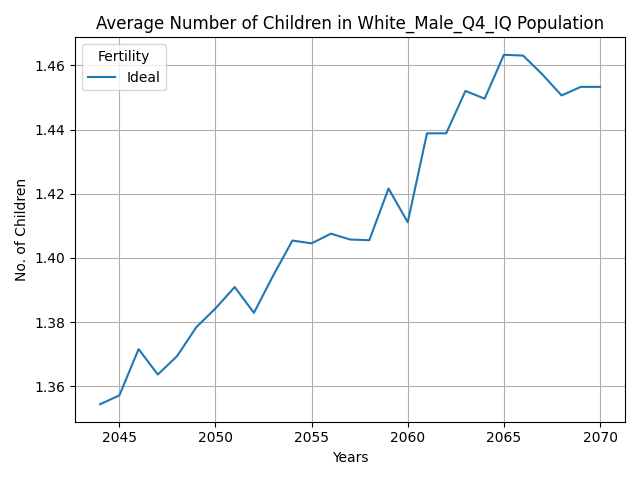 Average Number of Children in White_Male_Q4_IQ Population
Fertility
Ideal
1.46
1.44
1.42
1.40
1.38
1.36
No. of Children
2045 2050 2055 2060 2065 2070
Years